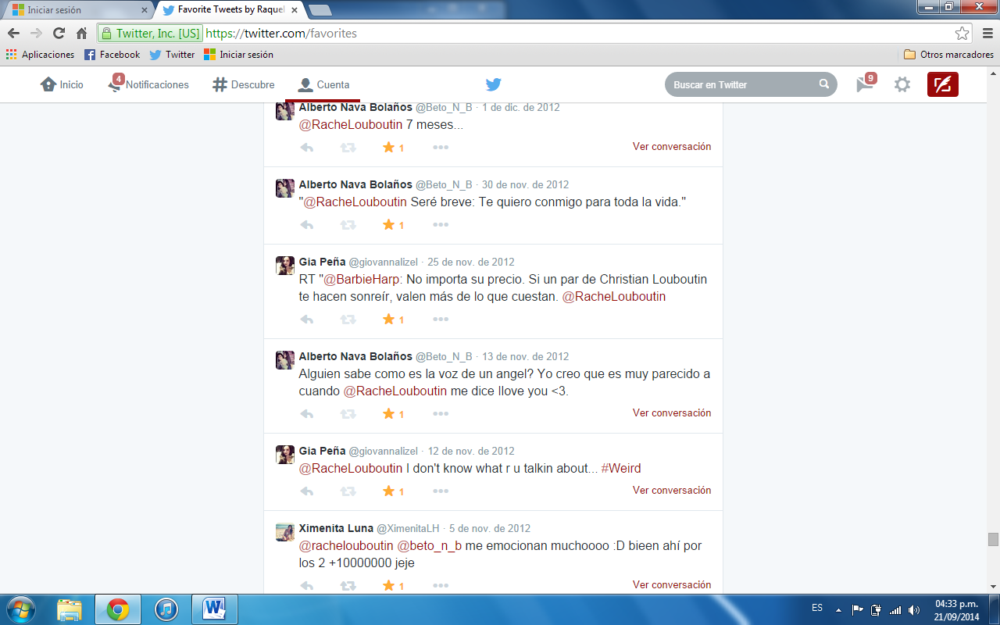 Iniciar sesión
Favorite Tweets by Raquel
Twitter, Inc. [US] https://twitter.com/favorites
Aplicaciones Facebook Twitter Iniciar sesión Otros marcadores
Inicio 4 Notificaciones Descubre Cuenta Buscar en Twitter 9
Alberto Nava Bolaños @Beto_N_B · 1 de dic. de 2012
@RacheLouboutin 7 meses...
1 Ver conversación
Alberto Nava Bolaños @Beto_N_B · 30 de nov. de 2012
"@RacheLouboutin Seré breve: Te quiero conmigo para toda la vida."
1
Gia Peña @giovannalizel · 25 de nov. de 2012
RT "@BarbieHarp: No importa su precio. Si un par de Christian Louboutin
te hacen sonreír, valen más de lo que cuestan. @RacheLouboutin
1
Alberto Nava Bolaños @Beto_N_B · 13 de nov. de 2012
Alguien sabe como es la voz de un angel? Yo creo que es muy parecido a
cuando @RacheLouboutin me dice Ilove you <3.
1 Ver conversación
Gia Peña @giovannalizel · 12 de nov. de 2012
@RacheLouboutin I don't know what r u talkin about... #Weird
1 Ver conversación
Ximenita Luna @XimenitaLH · 5 de nov. de 2012
@rachelouboutin @beto_n_b me emocionan muchoooo :D bieen ahí por
los 2 +10000000 jeje
1 Ver conversación
ES 04:33 p.m.
21/09/2014